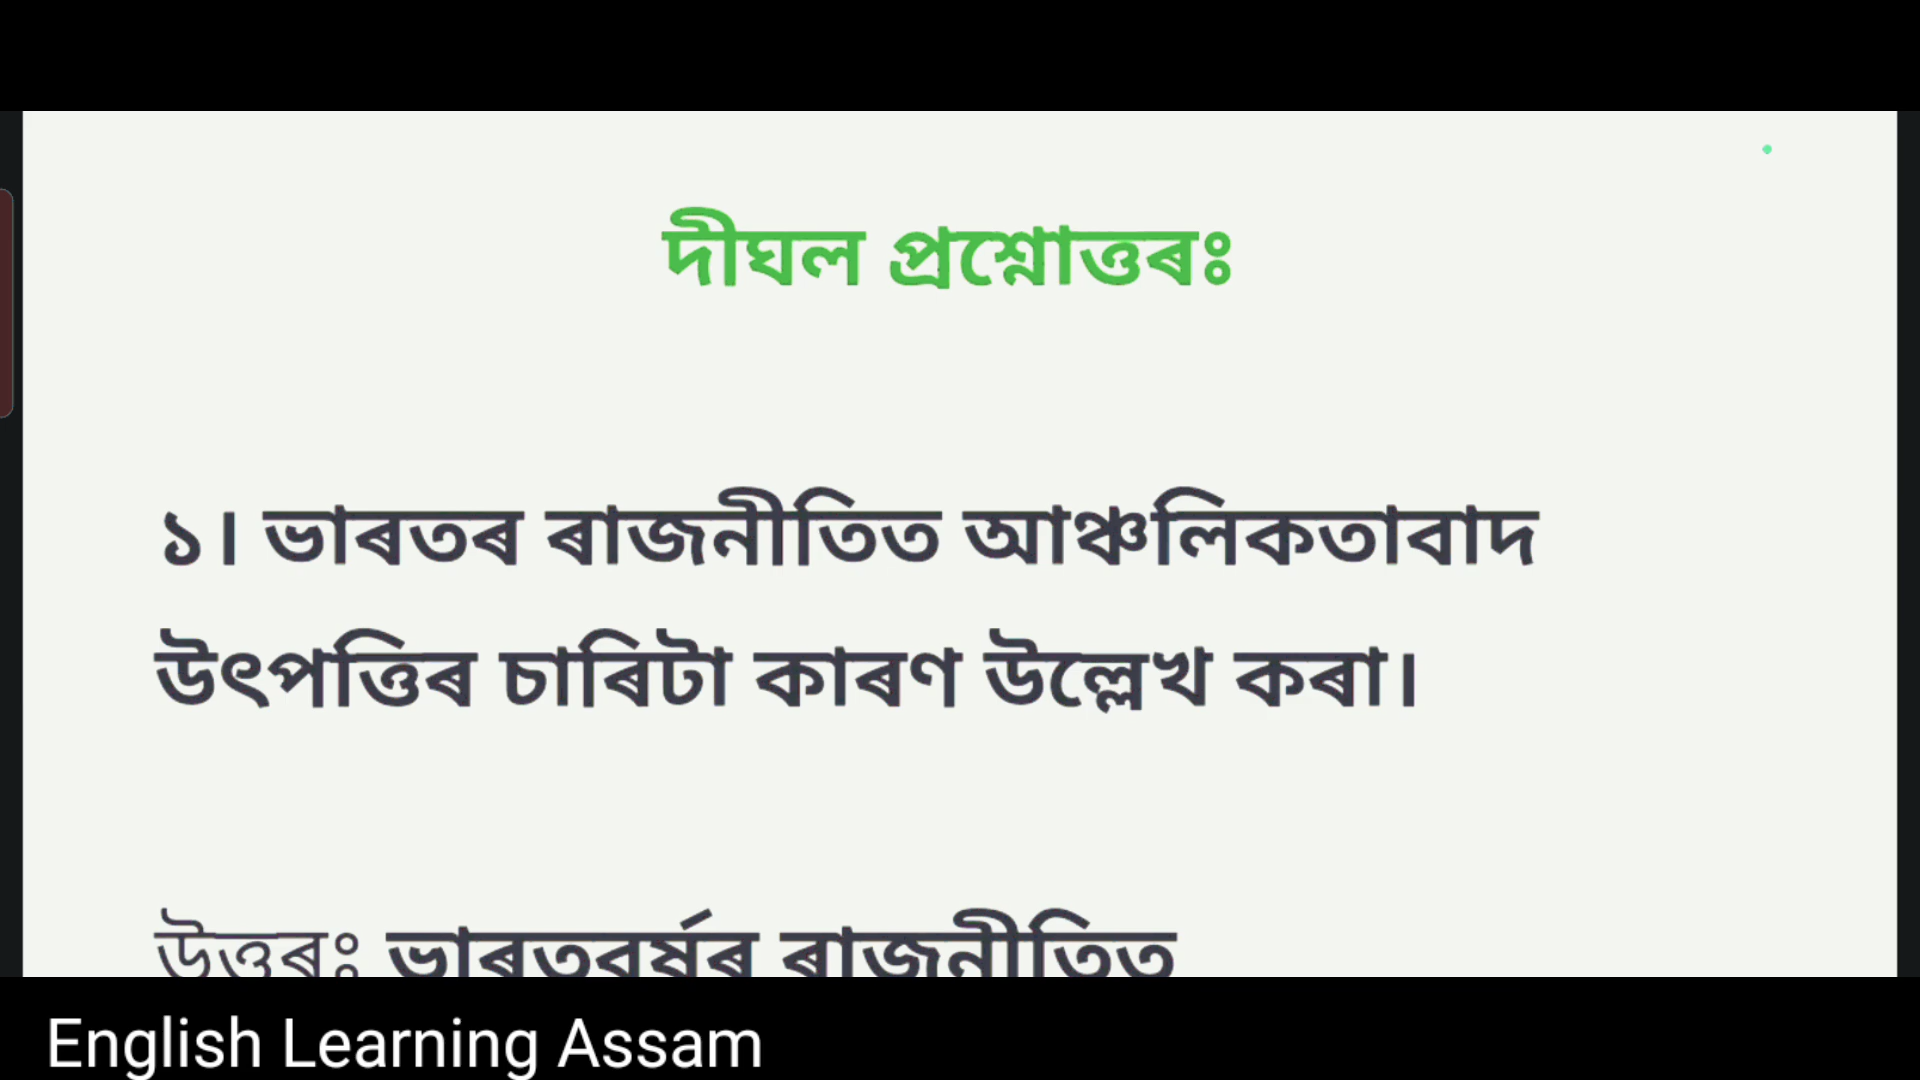 দীঘল প্ৰশ্নোত্তৰঃ
১। ভাৰতৰ ৰাজনীতিত আঞ্চলিকতাবাদ
উৎপত্তিৰ চাৰিটা কাৰণ উল্লেখ কৰা।
উত্তৰঃ ভাৰতবৰ্ষৰ ৰাজনীতিত
English Learning Assam